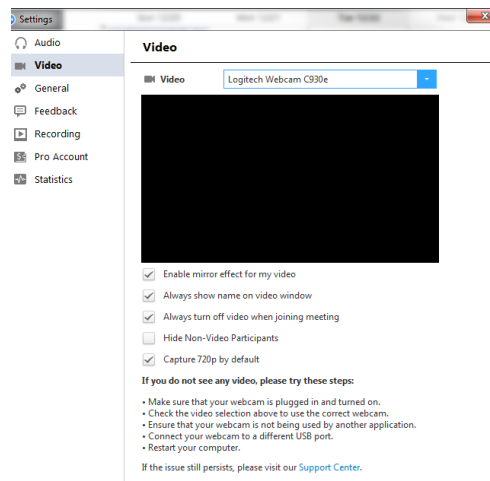 Settings
Audio
Video
General
Feedback
Recording
Pro Account
Statistics
Video
Video
Logitech Webcam C930e
Enable mirror effect for my video
Always show name on video window
Always turn off video when joining meeting
Hide Non-Video Participants
Capture 720p by default
If you do not see any video, please try these steps:
• Make sure that your webcam is plugged in and turned on.
• Check the video selection above to use the correct webcam.
• Ensure that your webcam is not being used by another application.
• Connect your webcam to a different USB port.
• Restart your computer.
If the issue still persists, please visit our Support Center.